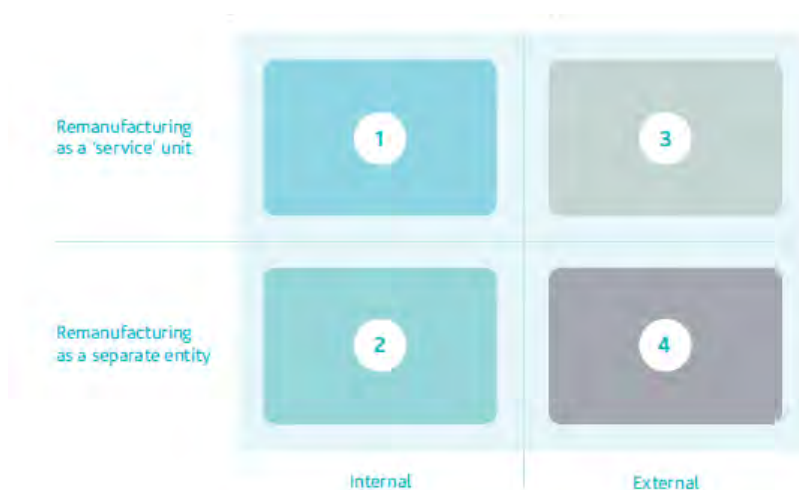 Remanufacturing
as a 'service' unit
1
3
Remanufacturing
as a separate entity
2
4
Internal
External